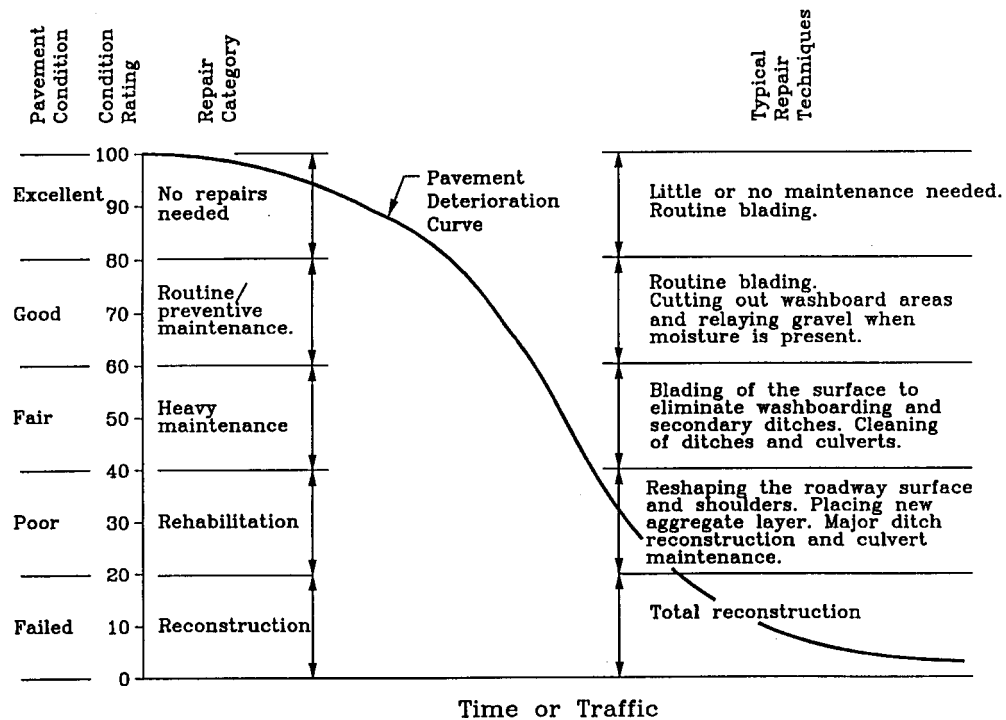 Pavement
Condition
Condition
Rating
Repair
Category
Typical
Repair
Techniques
100
90
80
70
60
50
40
30
20
10
0
Excellent
No repairs
needed
Pavement
Deterioration
Curve
Little or no maintenance needed.
Routine blading.
Good
Routine/
preventive
maintenance.
Routine blading.
Cutting out washboard areas
and relaying gravel when
moisture is present.
Fair
Heavy
maintenance
Blading of the surface to
eliminate washboarding and
secondary ditches. Cleaning
of ditches and culverts.
Poor
Rehabilitation
Reshaping the roadway surface
and shoulders. Placing new
aggregate layer. Major ditch
reconstruction and culvert
maintenance.
Failed
Reconstruction
Total reconstruction
Time or Traffic